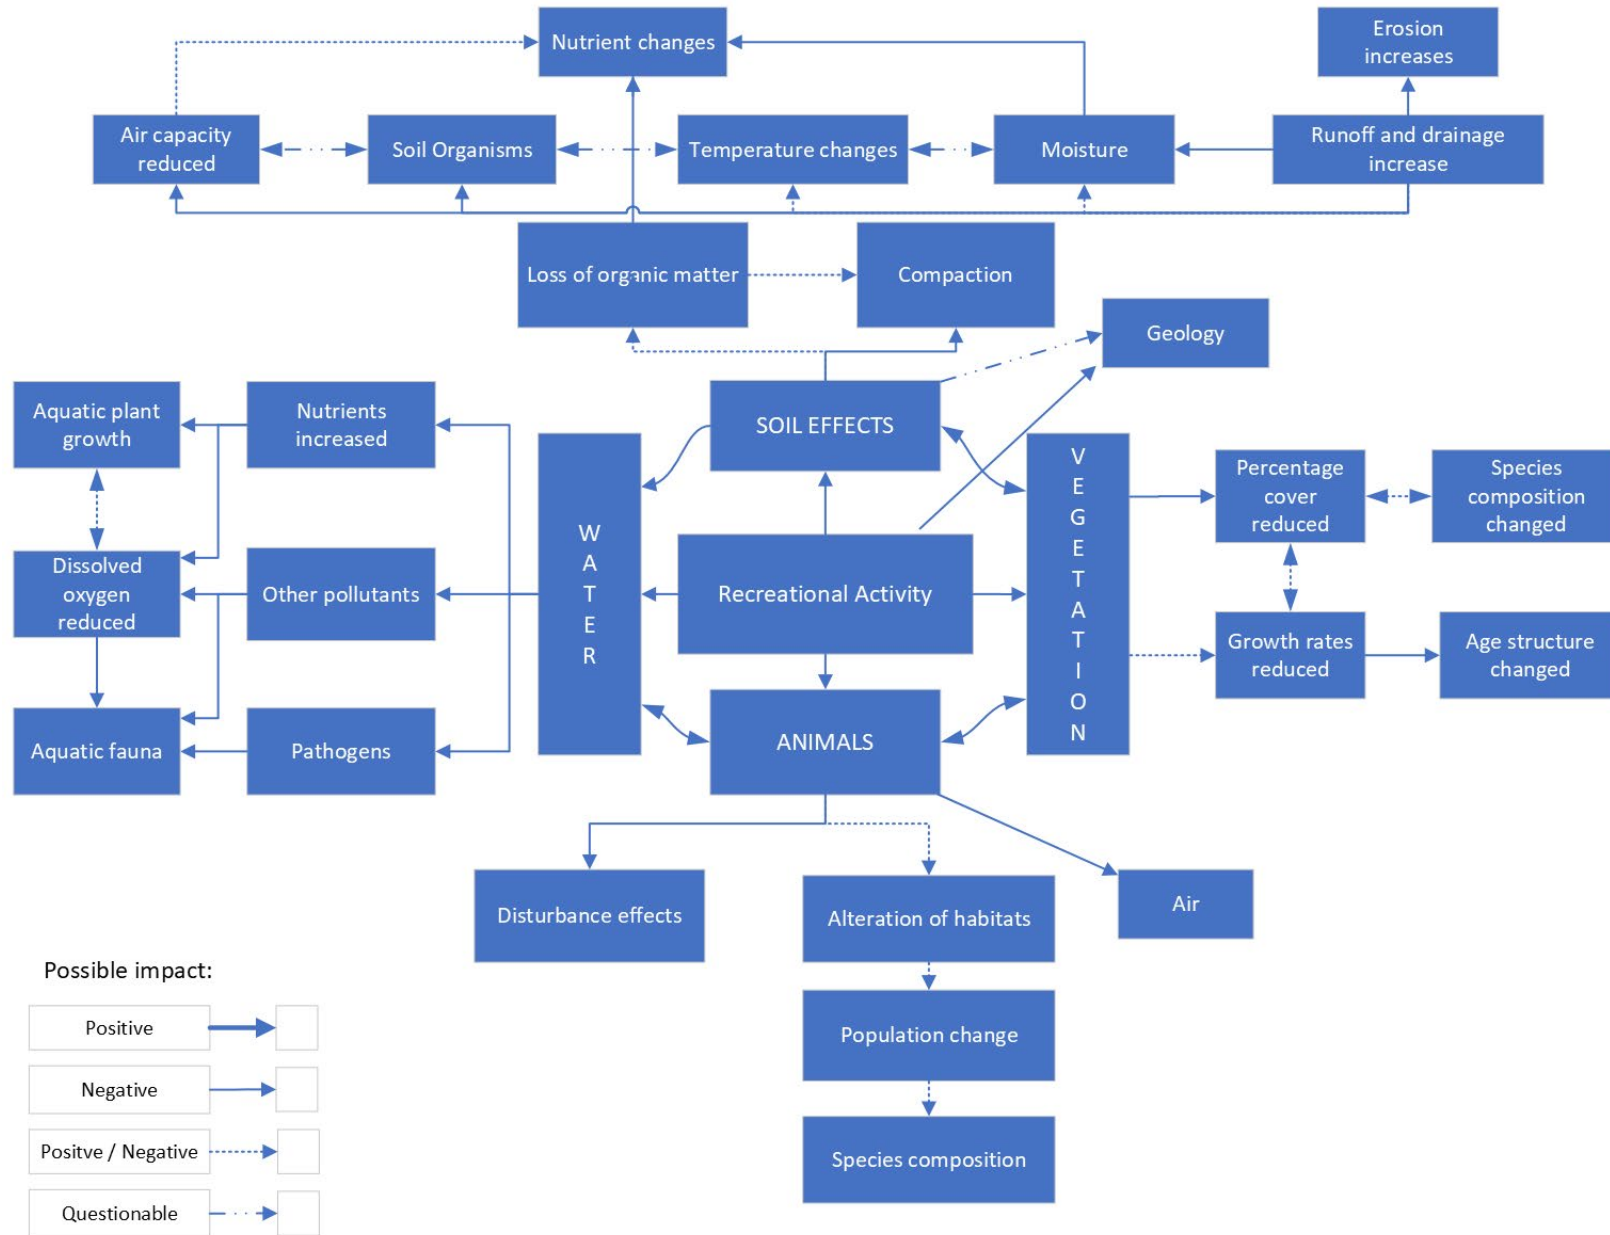 Nutrient changes
Erosion
increases
Air capacity
reduced
Soil Organisms
Temperature changes
Moisture
Runoff and drainage
increase
Loss of organic matter
Compaction
Geology
Aquatic plant
growth
Nutrients
increased
SOIL EFFECTS
WATER
VEGETATION
Percentage
cover
reduced
Species
composition
changed
Dissolved
oxygen
reduced
Other pollutants
Recreational Activity
Growth rates
reduced
Age structure
changed
Aquatic fauna
Pathogens
ANIMALS
Disturbance effects
Alteration of habitats
Air
Population change
Species composition
Possible impact:
Positive
Negative
Positve / Negative
Questionable